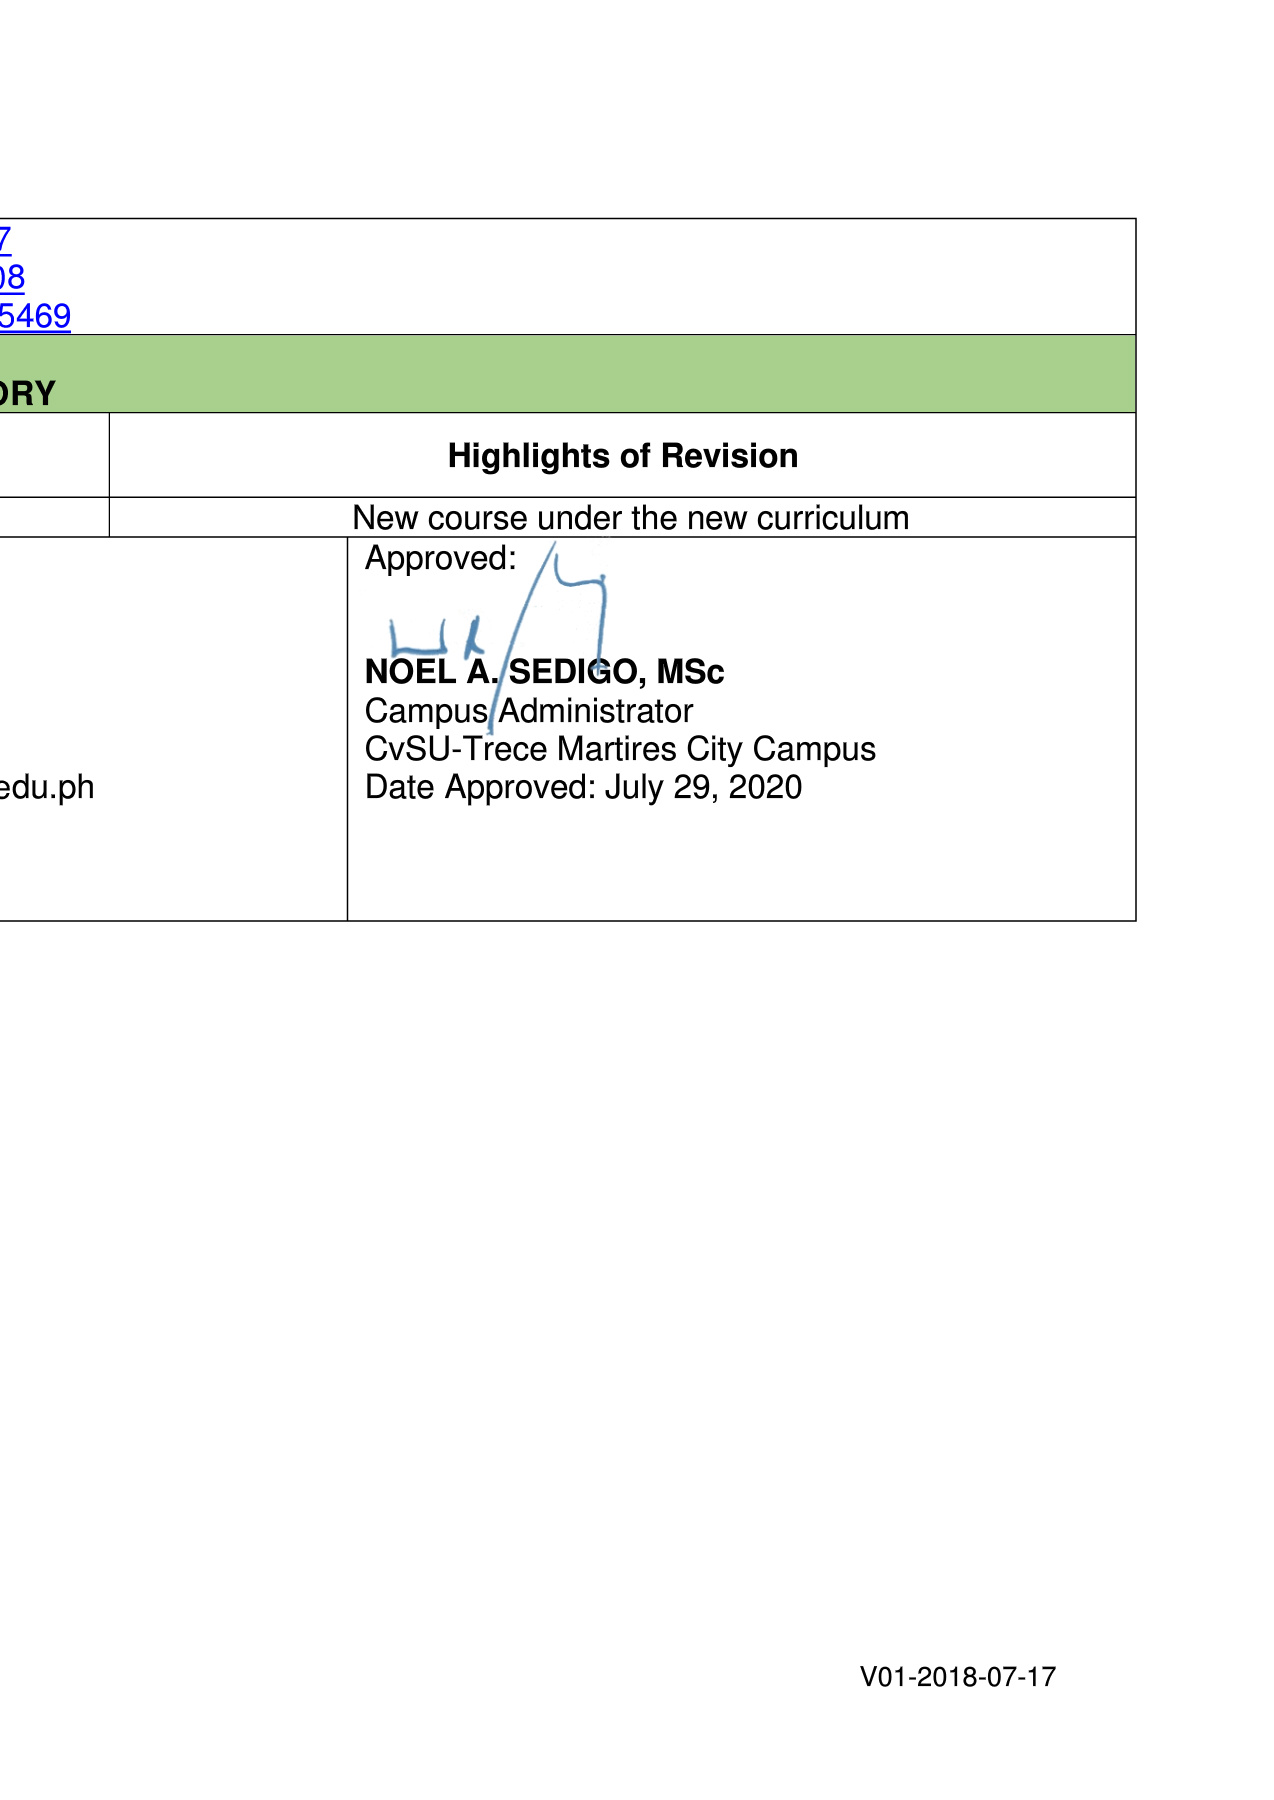 7
08
5469
ORY
Highlights of Revision
New course under the new curriculum
Approved:
NOEL A. SEDIGO, MSc
Campus Administrator
CvSU-Trece Martires City Campus
edu.ph
Date Approved: July 29, 2020
V01-2018-07-17